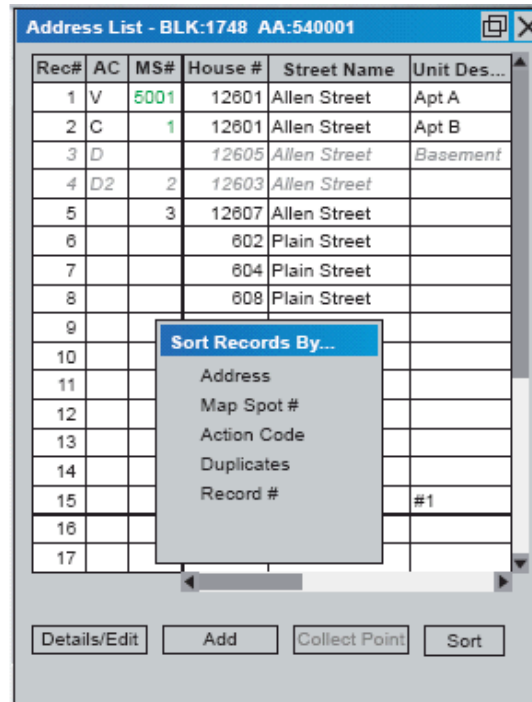 Address List - BLK:1748 AA:540001
Rec# AC MS# House # Street Name Unit Des...
1 V 5001 12601 Allen Street Apt A
2 C 1 12601 Allen Street Apt B
3 D 12605 Allen Street Basement
4 D2 2 12603 Allen Street
5 3 12607 Allen Street
6 602 Plain Street
7 604 Plain Street
8 608 Plain Street
9
10
11
12
13
14
15 #1
16
17
Sort Records By...
Address
Map Spot #
Action Code
Duplicates
Record #
Details/Edit Add Collect Point Sort